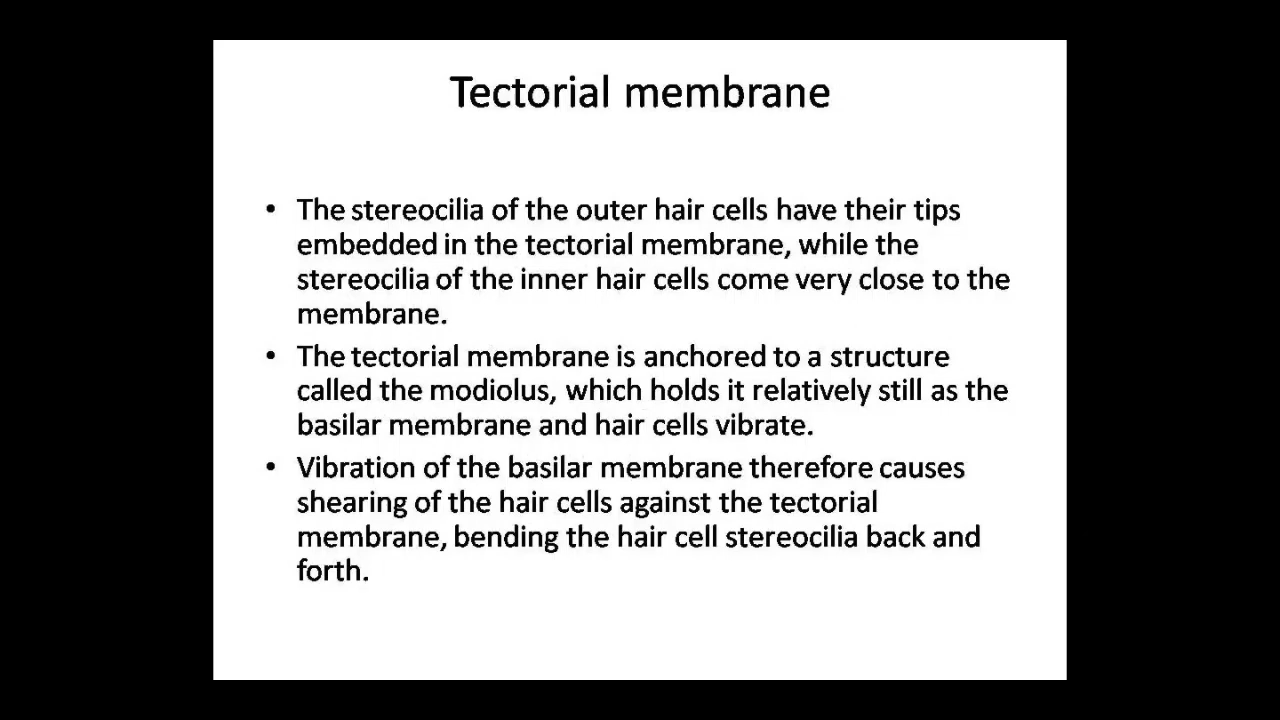 Tectorial membrane
• The stereocilia of the outer hair cells have their tips
embedded in the tectorial membrane, while the
stereocilia of the inner hair cells come very close to the
membrane.
• The tectorial membrane is anchored to a structure
called the modiolus, which holds it relatively still as the
basilar membrane and hair cells vibrate.
• Vibration of the basilar membrane therefore causes
shearing of the hair cells against the tectorial
membrane, bending the hair cell stereocilia back and
forth.